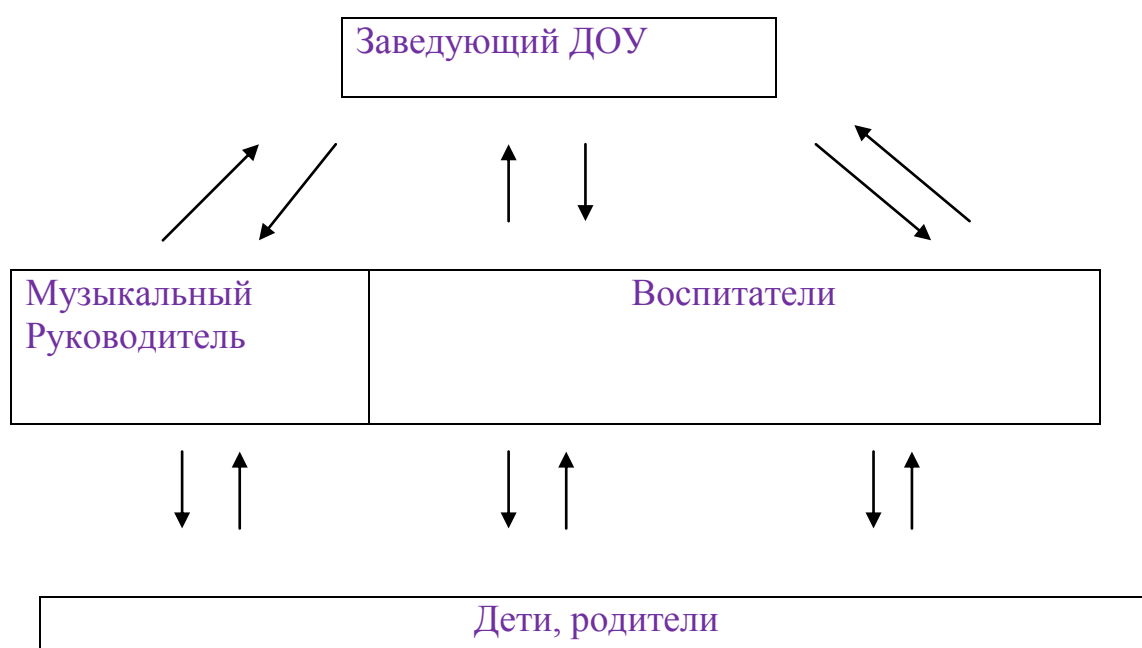 Заведующий ДОУ
Музыкальный
Руководитель
Воспитатели
Дети, родители